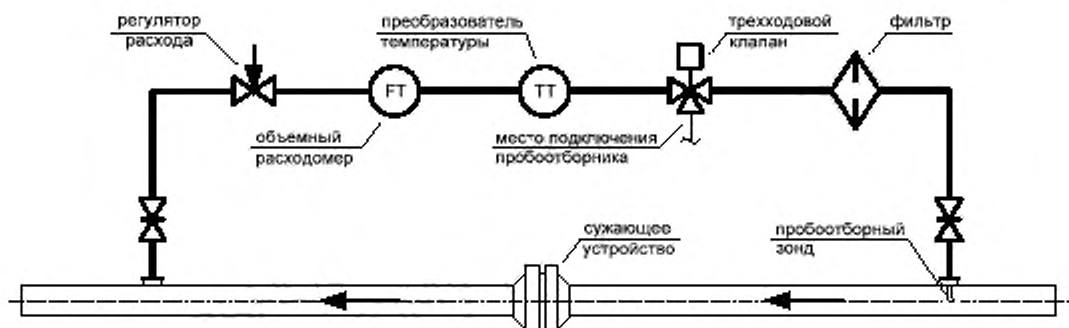 регулятор
расхода
преобразователь
температуры
трехходовой
клапан
фильтр
FT
TT
объемный
расходомер
место подключения
пробоотборника
сужающее
устройство
пробоотборный
зонд